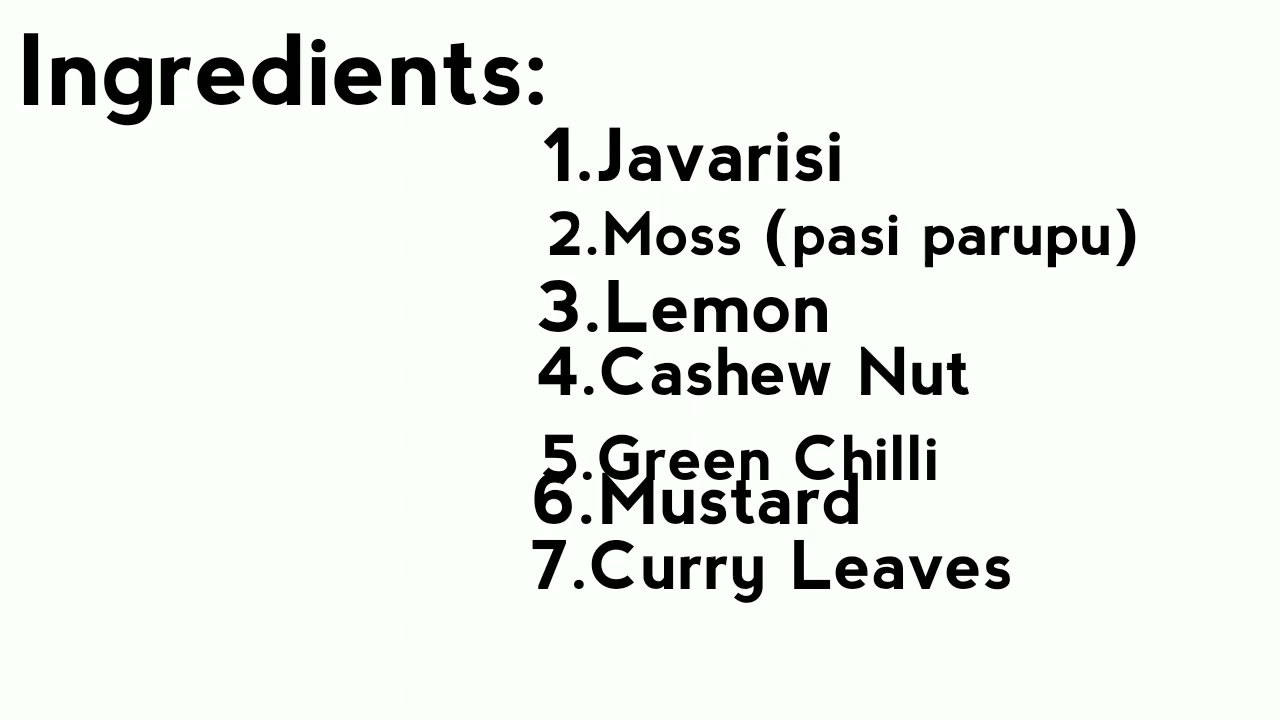 Ingredients:
1.Javarisi
2.Moss (pasi parupu)
3.Lemon
4.Cashew Nut
5.Green Chilli
6.Mustard
7.Curry Leaves